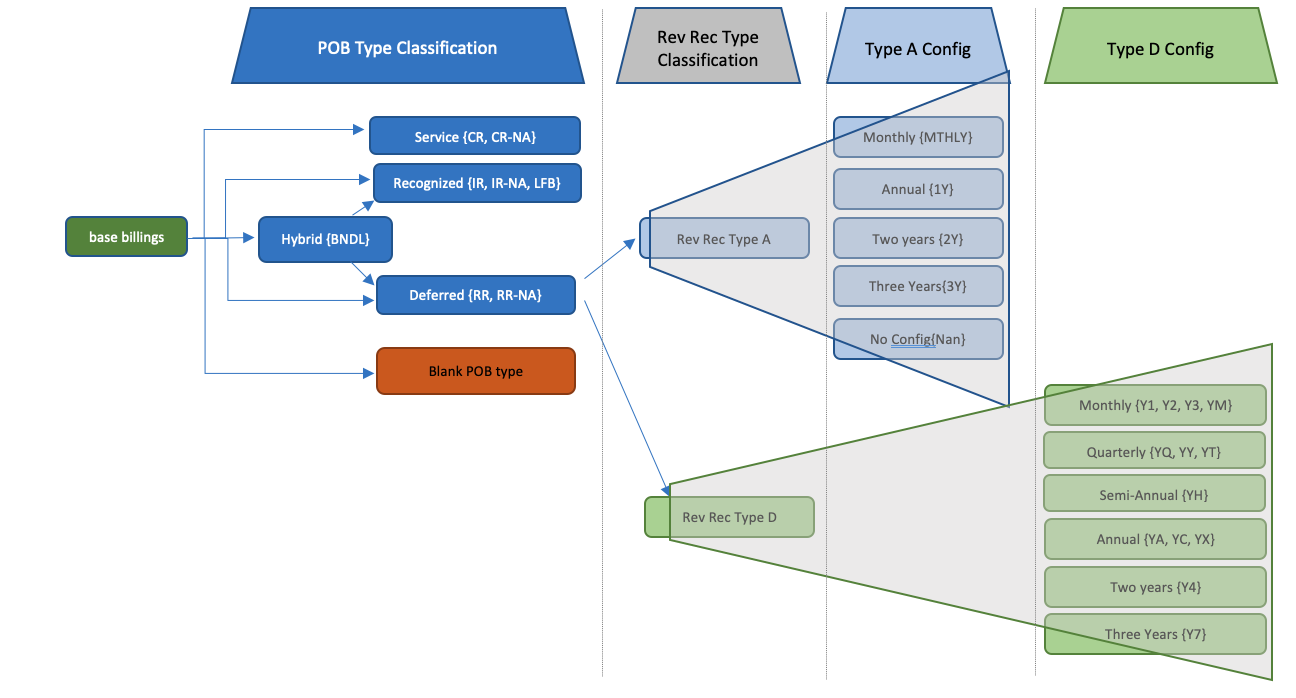 POB Type Classification
Rev Rec Type
Classification
Type A Config
Type D Config
Service {CR, CR-NA}
Recognized {IR, IR-NA, LFB}
base billings
Hybrid {BNDL}
Deferred {RR, RR-NA}
Blank POB type
Rev Rec Type A
Monthly {MTHLY}
Annual {1Y}
Two years {2Y}
Three Years{3Y}
No Config{Nan}
Rev Rec Type D
Monthly {Y1, Y2, Y3, YM}
Quarterly {YQ, YY, YT}
Semi-Annual {YH}
Annual {YA, YC, YX}
Two years {Y4}
Three Years {Y7}